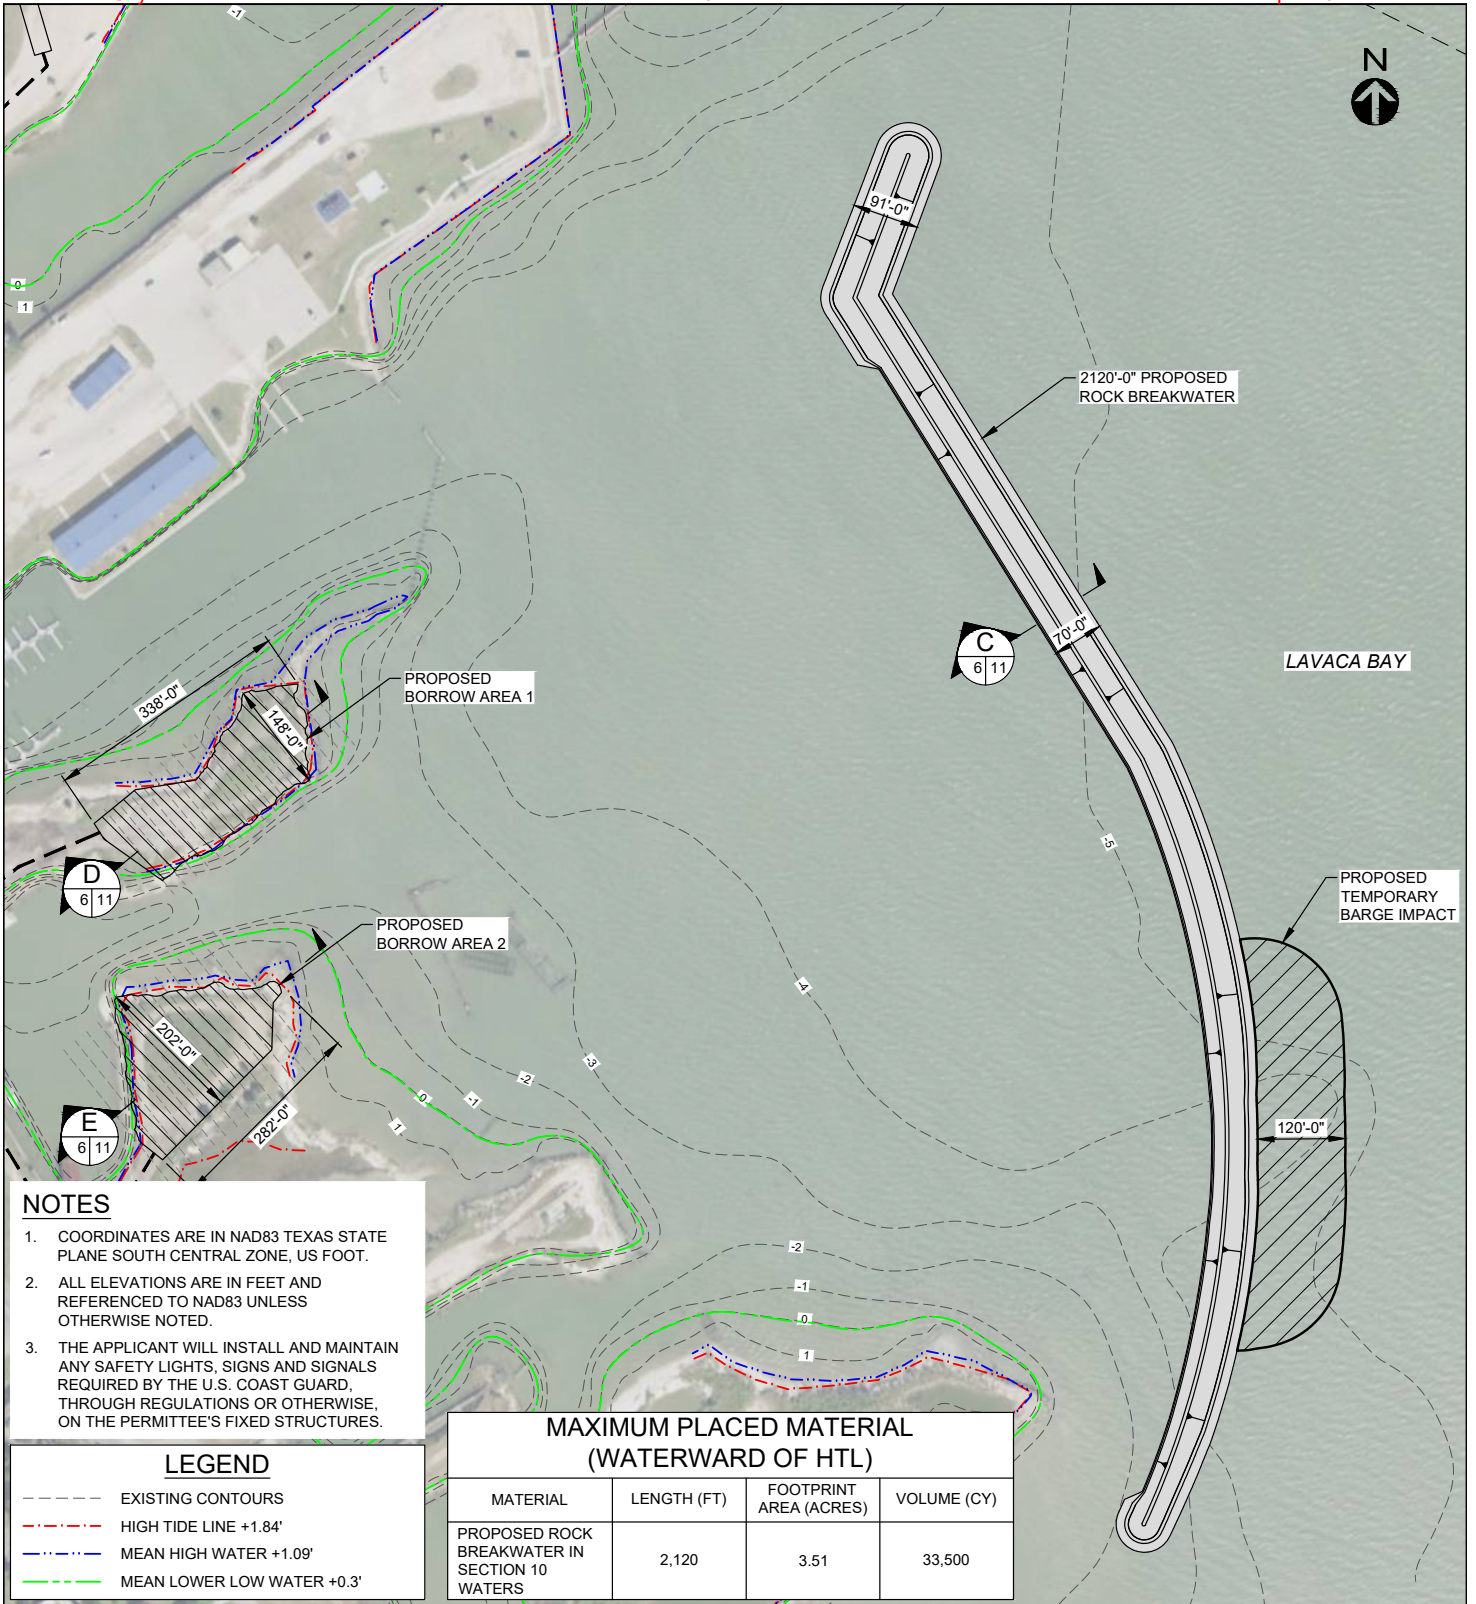 -1
N
91'-0"
0
1
2120'-0" PROPOSED
ROCK BREAKWATER
C
6 11
70'-0"
LAVACA BAY
PROPOSED
BORROW AREA 1
338'-0"
148'-0"
D
6 11
-5
PROPOSED
TEMPORARY
BARGE IMPACT
PROPOSED
BORROW AREA 2
-4
202'-0"
-3
-2
-1
0
1
282'-0"
E
6 11
120'-0"
-2
-1
0
1
NOTES
1. COORDINATES ARE IN NAD83 TEXAS STATE
PLANE SOUTH CENTRAL ZONE, US FOOT.
2. ALL ELEVATIONS ARE IN FEET AND
REFERENCED TO NAD83 UNLESS
OTHERWISE NOTED.
3. THE APPLICANT WILL INSTALL AND MAINTAIN
ANY SAFETY LIGHTS, SIGNS AND SIGNALS
REQUIRED BY THE U.S. COAST GUARD,
THROUGH REGULATIONS OR OTHERWISE,
ON THE PERMITTEE'S FIXED STRUCTURES.
LEGEND
EXISTING CONTOURS
HIGH TIDE LINE +1.84'
MEAN HIGH WATER +1.09'
MEAN LOWER LOW WATER +0.3'
MAXIMUM PLACED MATERIAL
(WATERWARD OF HTL)
MATERIAL LENGTH (FT) FOOTPRINT AREA (ACRES) VOLUME (CY)
PROPOSED ROCK
BREAKWATER IN
SECTION 10
WATERS
2,120 3.51 33,500